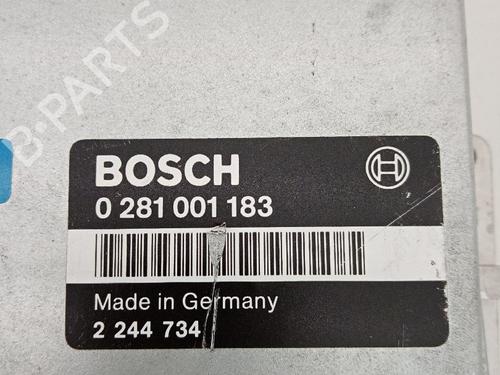 B-PARTS
BOSCH
0 281 001 183
Made in Germany
2 244 734